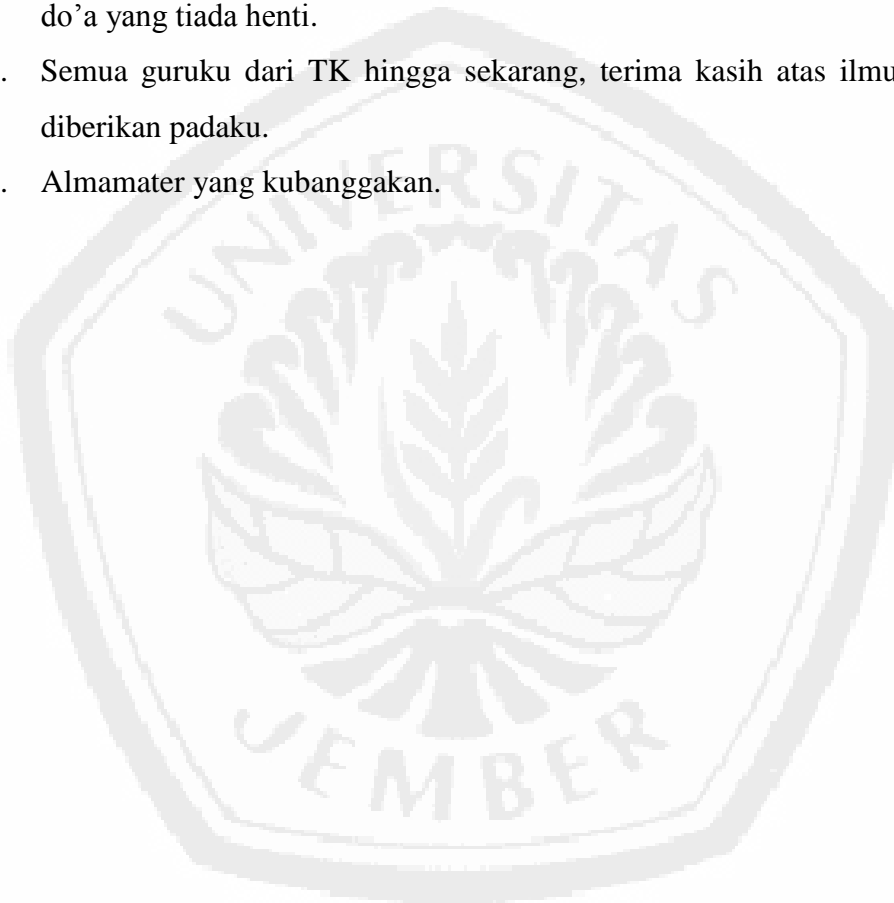 do’a yang tiada henti.
. Semua guruku dari TK hingga sekarang, terima kasih atas ilmu
diberikan padaku.
. Almamater yang kubanggakan.
UNIVERSITAS
JEMBER